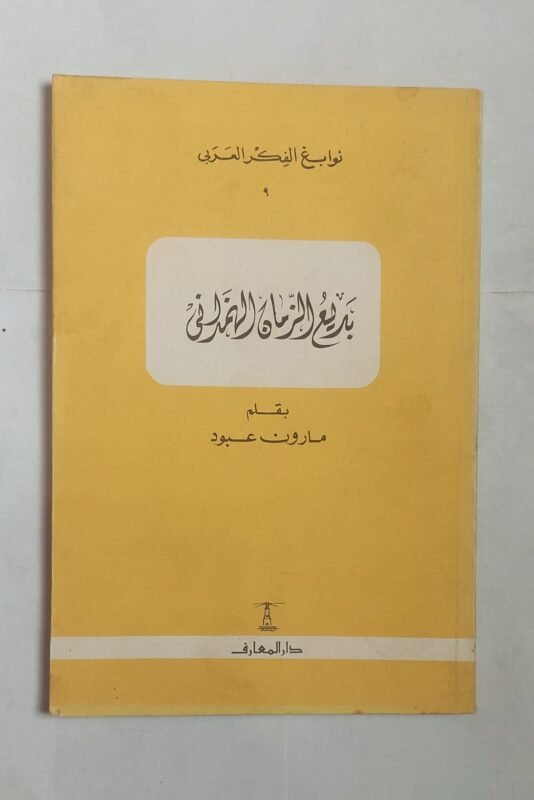 نوابغ الفكر العربي
٩
بديع الزمان الهمذاني
بقلم
مارون عبود
دار المعارف